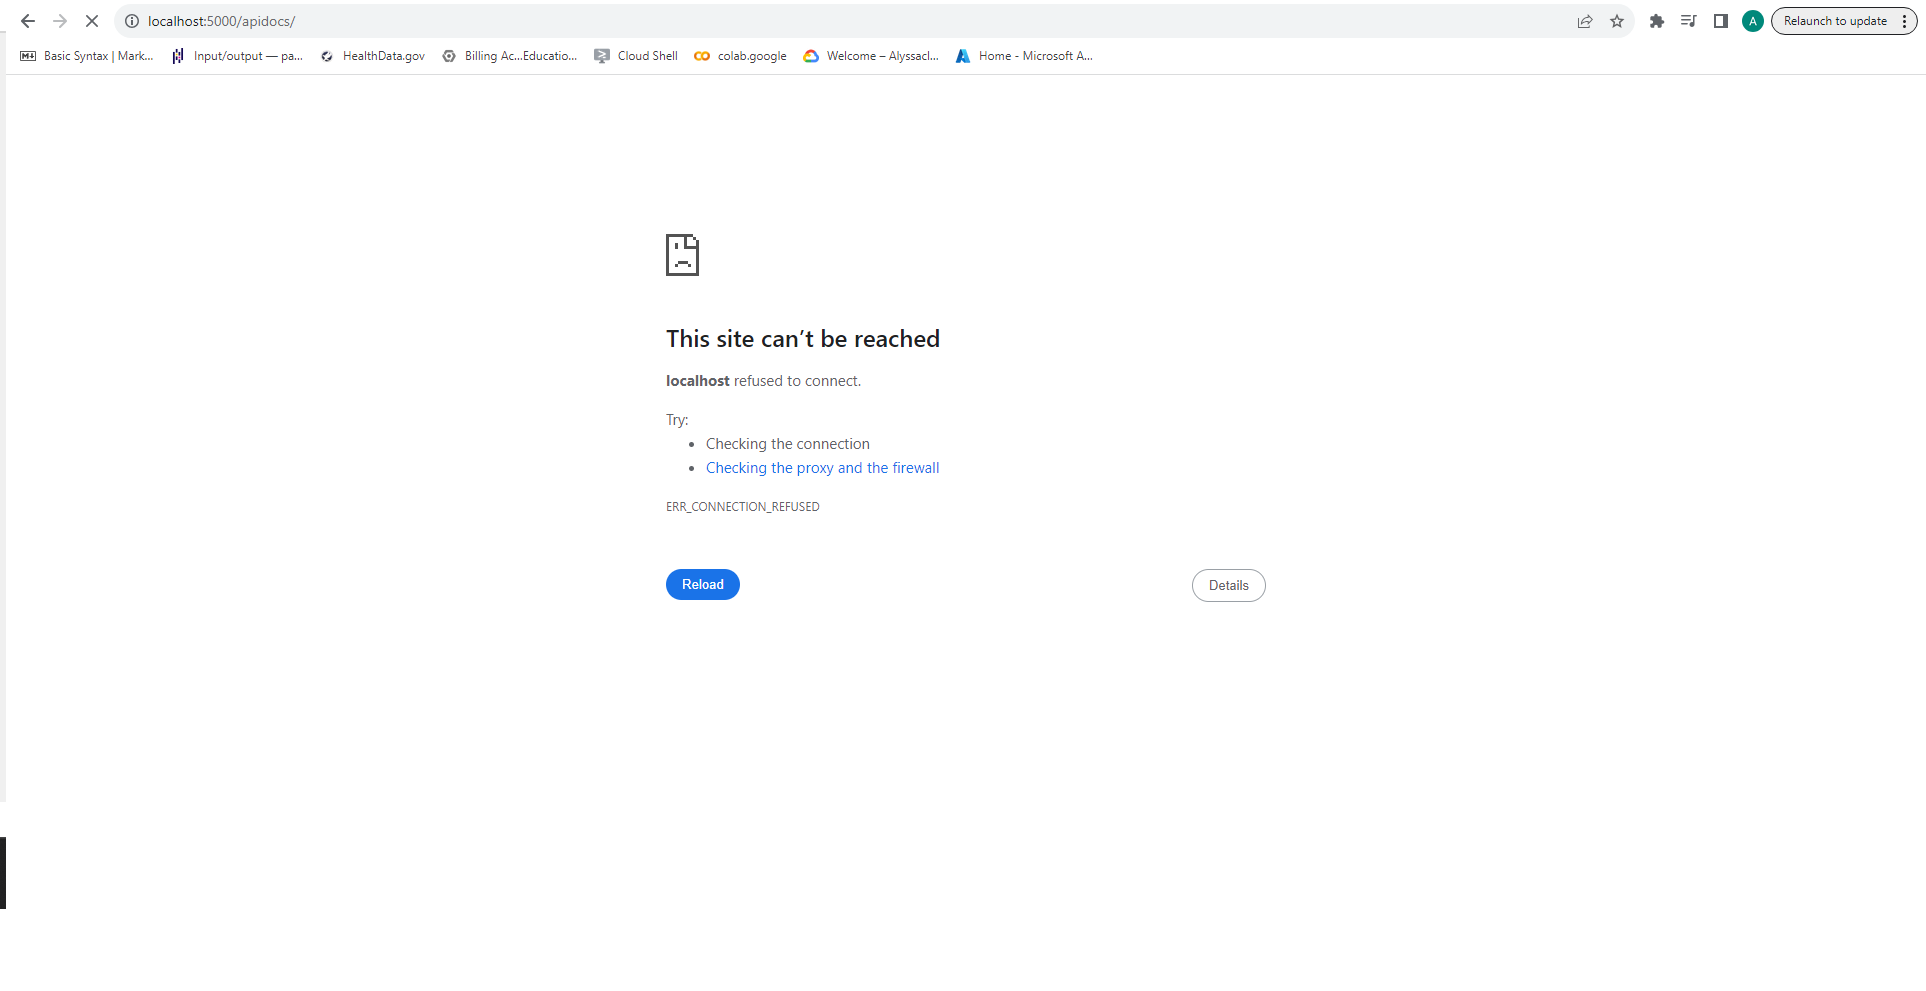 localhost:5000/apidocs/
A
Relaunch to update
M+ Basic Syntax | Mark... Input/output — pa... HealthData.gov Billing Ac...Educatio... Cloud Shell colab.google Welcome – Alyssacl... Home - Microsoft A...
This site can’t be reached
localhost refused to connect.
Try:
• Checking the connection
• Checking the proxy and the firewall
ERR_CONNECTION_REFUSED
Reload
Details